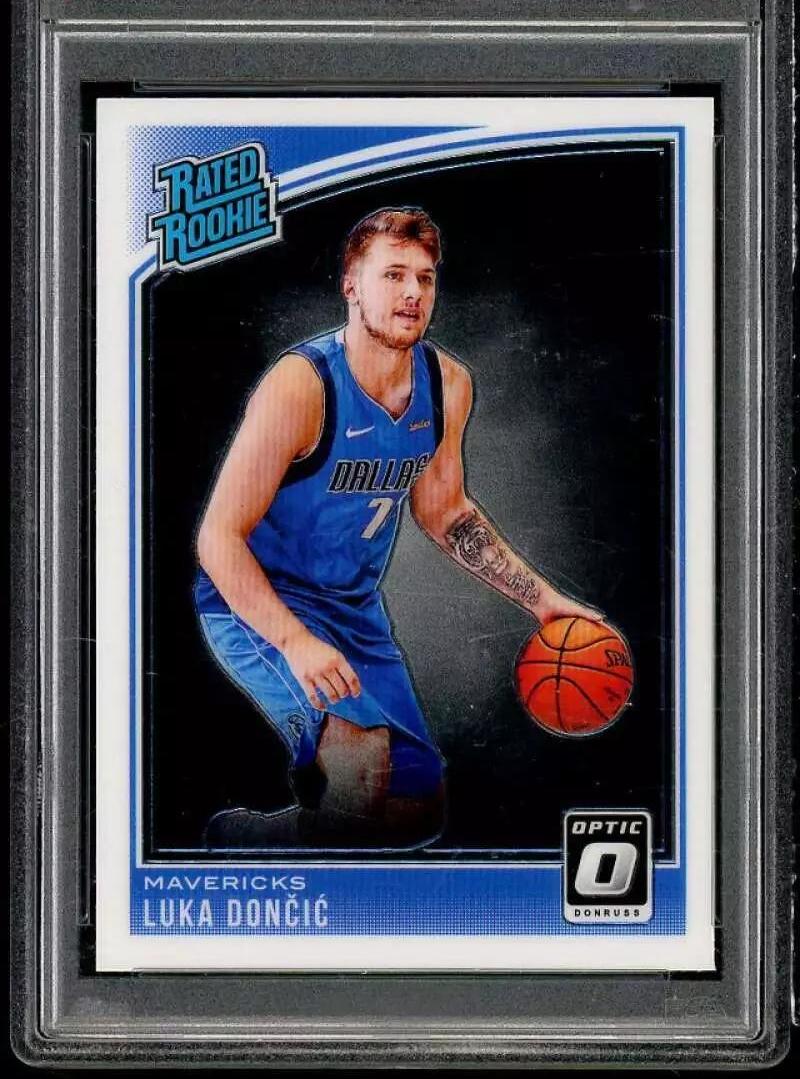 RATED
ROOKIE
DALLAS
7
OPTIC
O
DONRUSS
MAVERICKS
LUKA DONČIĆ